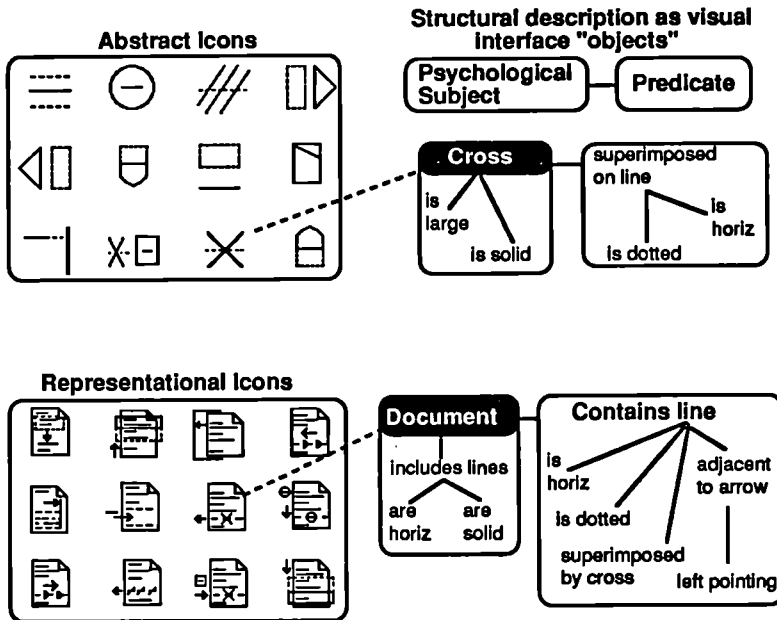 Structural description as visual
interface "objects"
Abstract Icons
Psychological
Subject
Predicate
Cross
is
large
is solid
superimposed
on line
is
horiz
is dotted
Representational Icons
Document
includes lines
are
horiz
are
solid
Contains line
is
horiz
is dotted
superimposed
by cross
adjacent
to arrow
left pointing